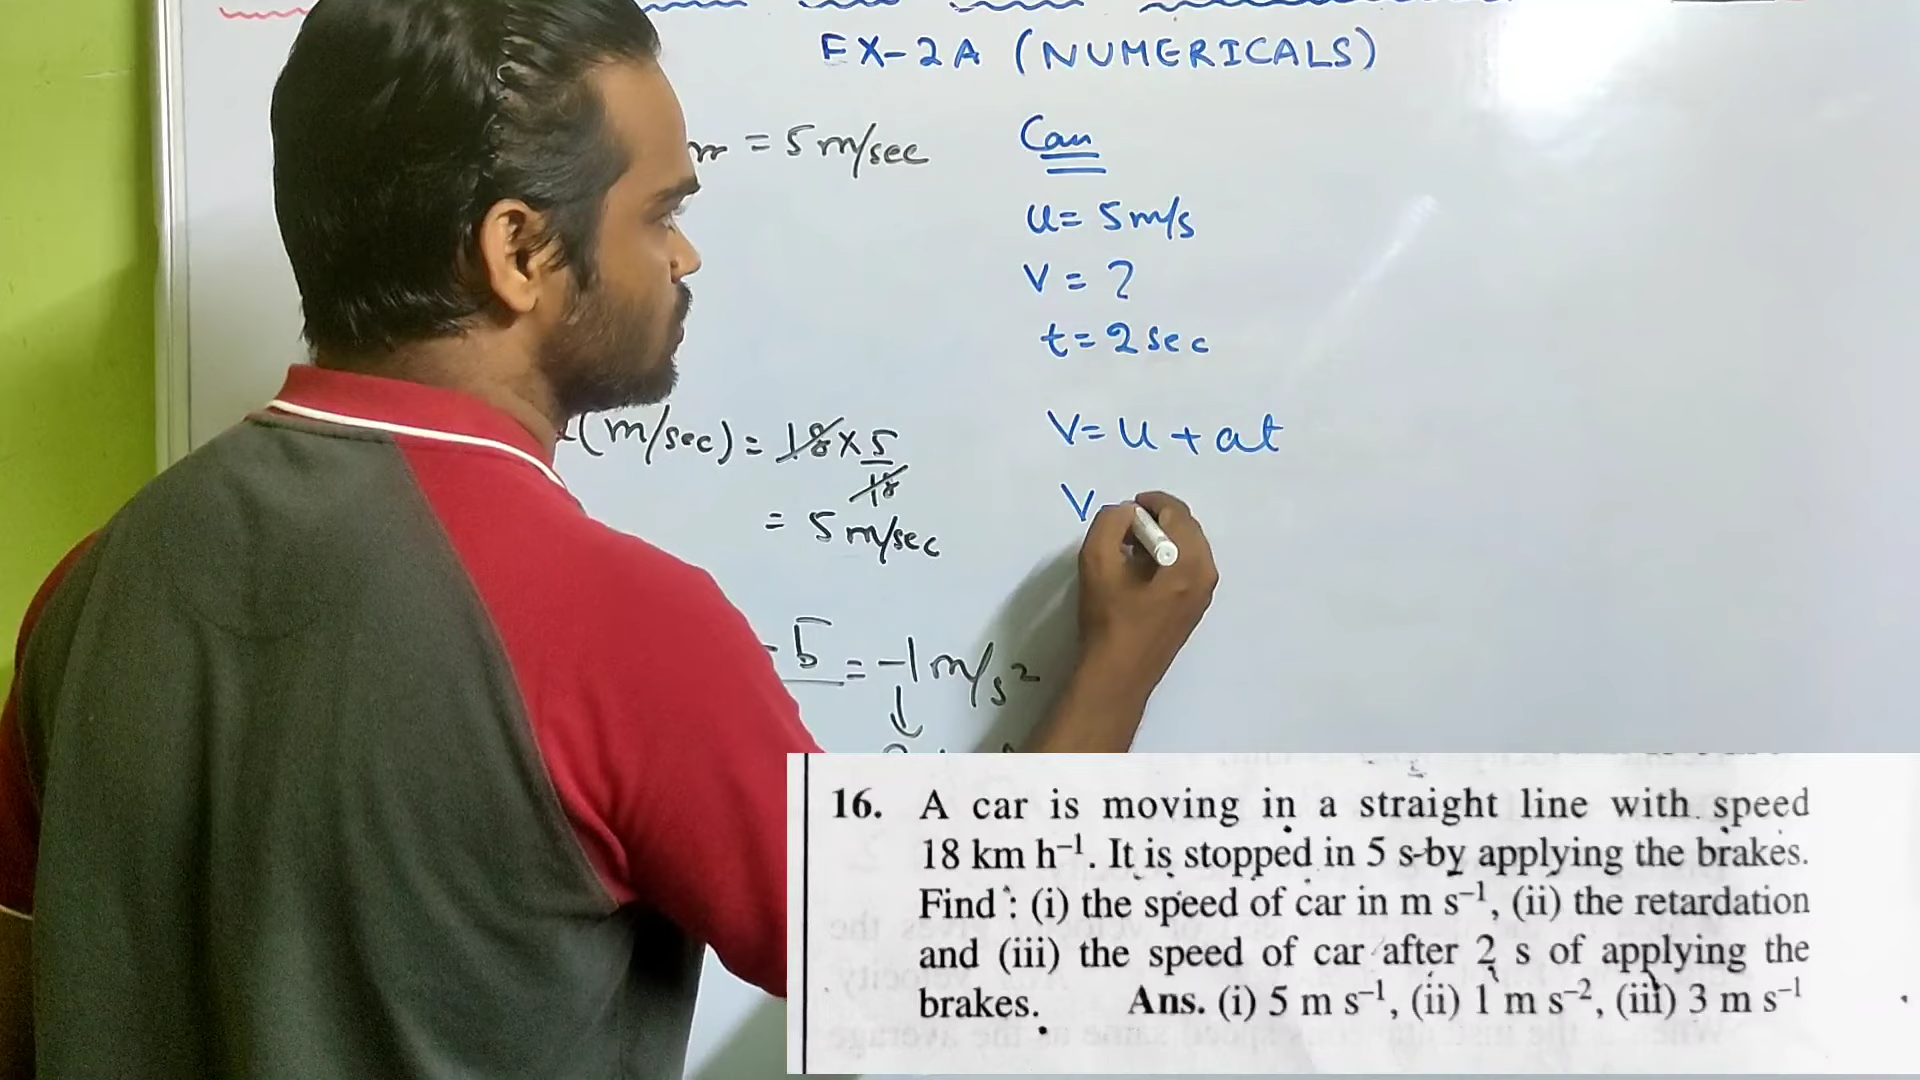 EX-2A (NUMERICALS)
= 5 m/sec
(m/sec) = 18 x 5
18
= 5 m/sec
-5 = -1 m/s²
Car
u = 5 m/s
v = ?
t = 2 sec
v = u + at
v
16. A car is moving in a straight line with speed
18 km h⁻¹. It is stopped in 5 s by applying the brakes.
Find : (i) the speed of car in m s⁻¹, (ii) the retardation
and (iii) the speed of car after 2 s of applying the
brakes. Ans. (i) 5 m s⁻¹, (ii) 1 m s⁻², (iii) 3 m s⁻¹